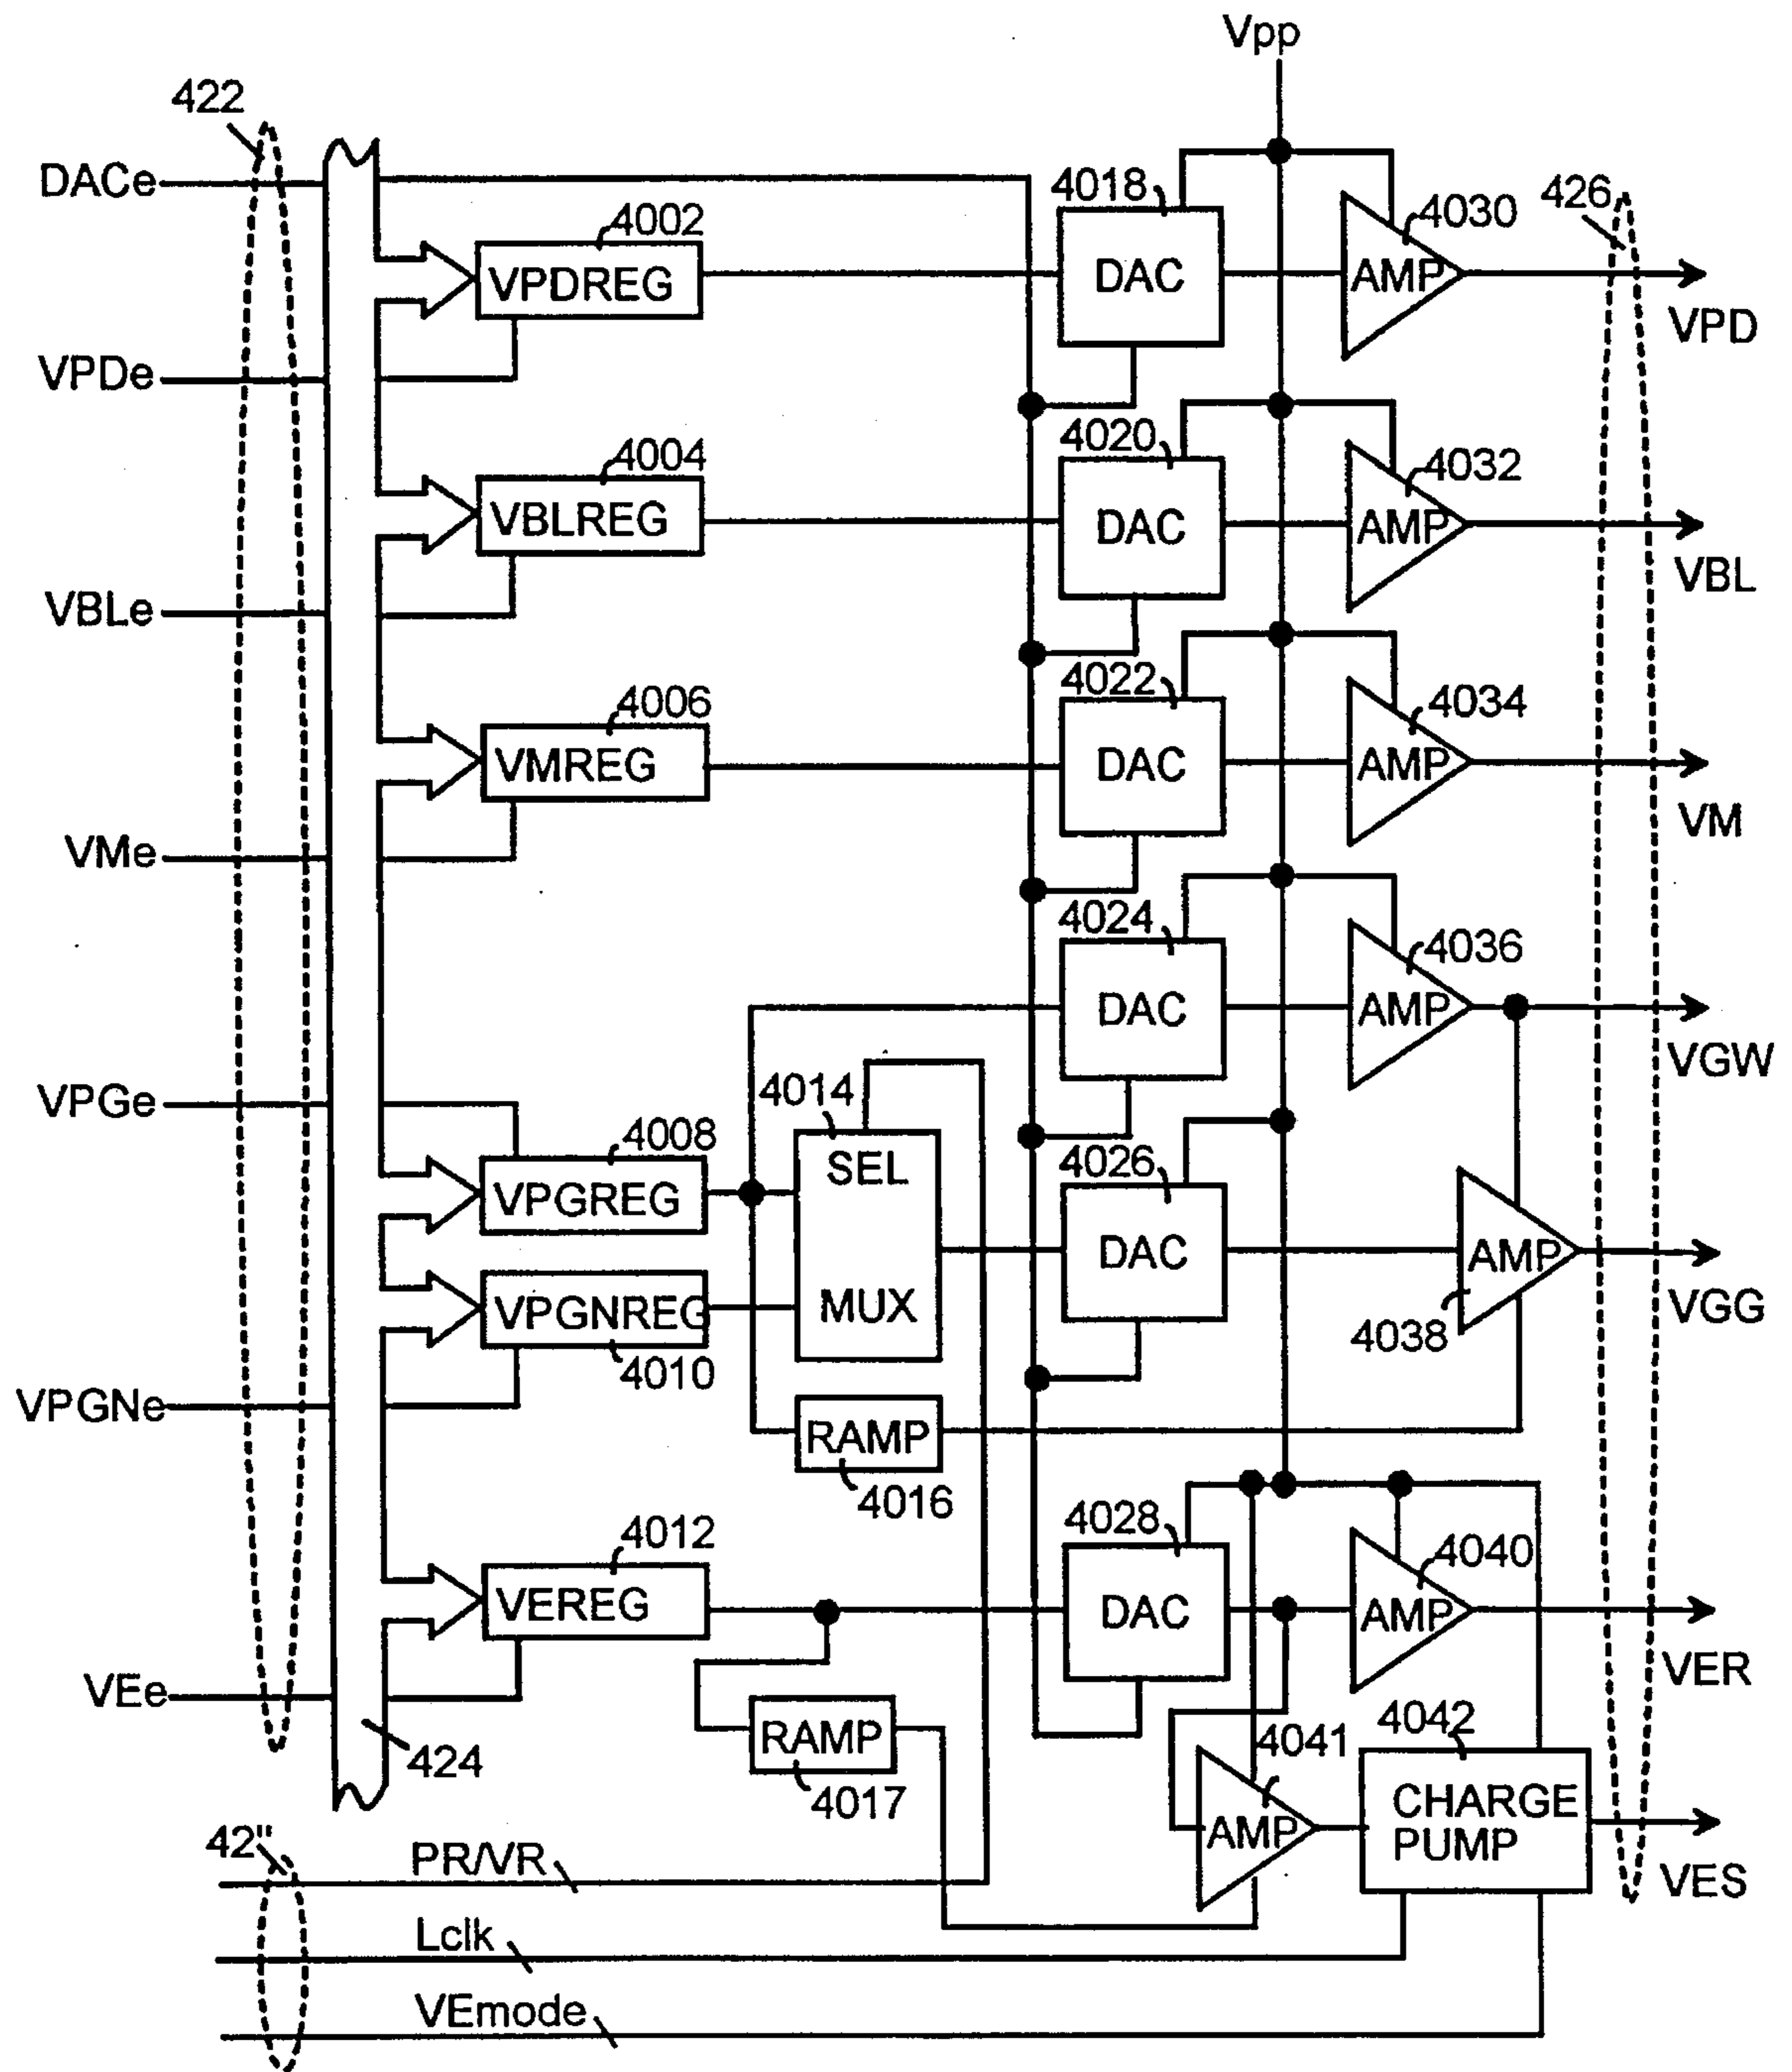 Vpp
422
DACe
4018
426
4002
4030
VPDREG
DAC
AMP
VPD
VPDe
4020
4004
4032
VBLREG
DAC
AMP
VBL
VBLe
4022
4006
4034
VMREG
DAC
AMP
VM
VMe
4024
4036
DAC
AMP
VGW
4014
VPGe
4008
SEL
4026
VPGREG
DAC
AMP
VPGNREG
MUX
VGG
4010
4038
VPGNe
RAMP
4016
4028
4012
4040
VEREG
DAC
AMP
VER
VEe
4042
424
RAMP
4041
4017
CHARGE
AMP
PUMP
42"
PR/VR
VES
Lclk
VEmode